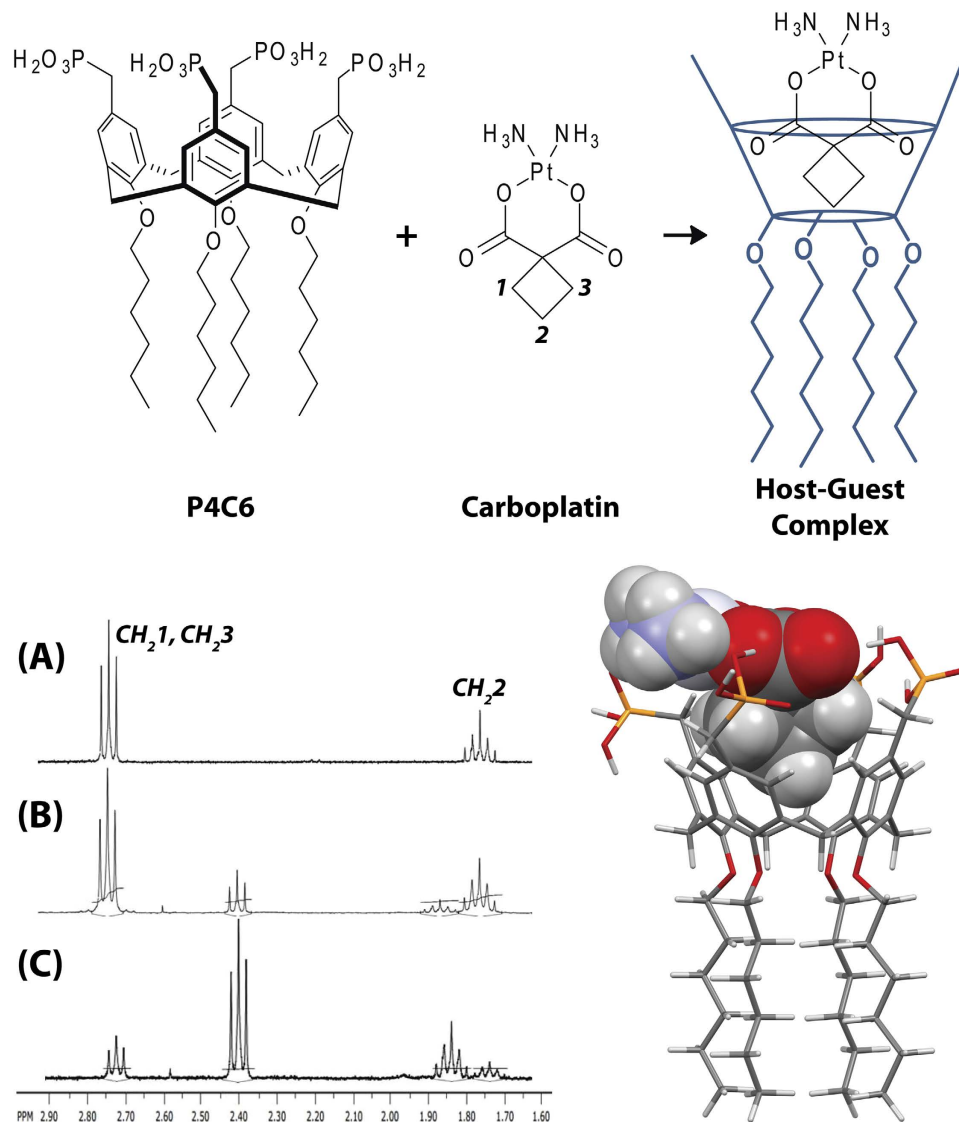 H₂O₃P PO₃H₂
H₂O₃P PO₃H₂
O O O O
+
H₃N NH₃
Pt
O O
O O
1 3
2
H₃N NH₃
Pt
O O
O O
O O O O
P4C6
Carboplatin
Host-Guest
Complex
(A)
CH₂1, CH₂3
CH₂2
(B)
(C)
PPM 2.90 2.80 2.70 2.60 2.50 2.40 2.30 2.20 2.10 2.00 1.90 1.80 1.70 1.60